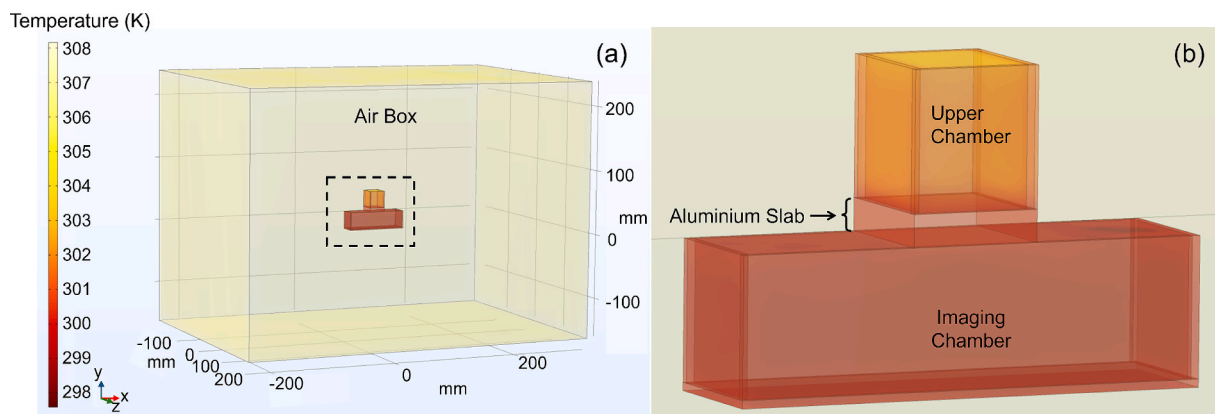 Temperature (K)
308
307
306
305
304
303
302
301
300
299
298
(a)
Air Box
200
100
mm
0
-100
-100
mm
0
100
200
-200
0
mm
200
y
x
z
(b)
Upper
Chamber
Aluminium Slab
Imaging
Chamber